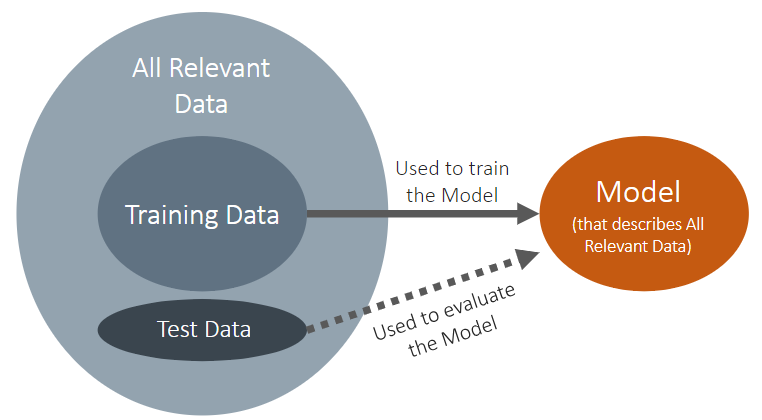 All Relevant
Data
Training Data
Test Data
Used to train
the Model
Used to evaluate
the Model
Model
(that describes All
Relevant Data)